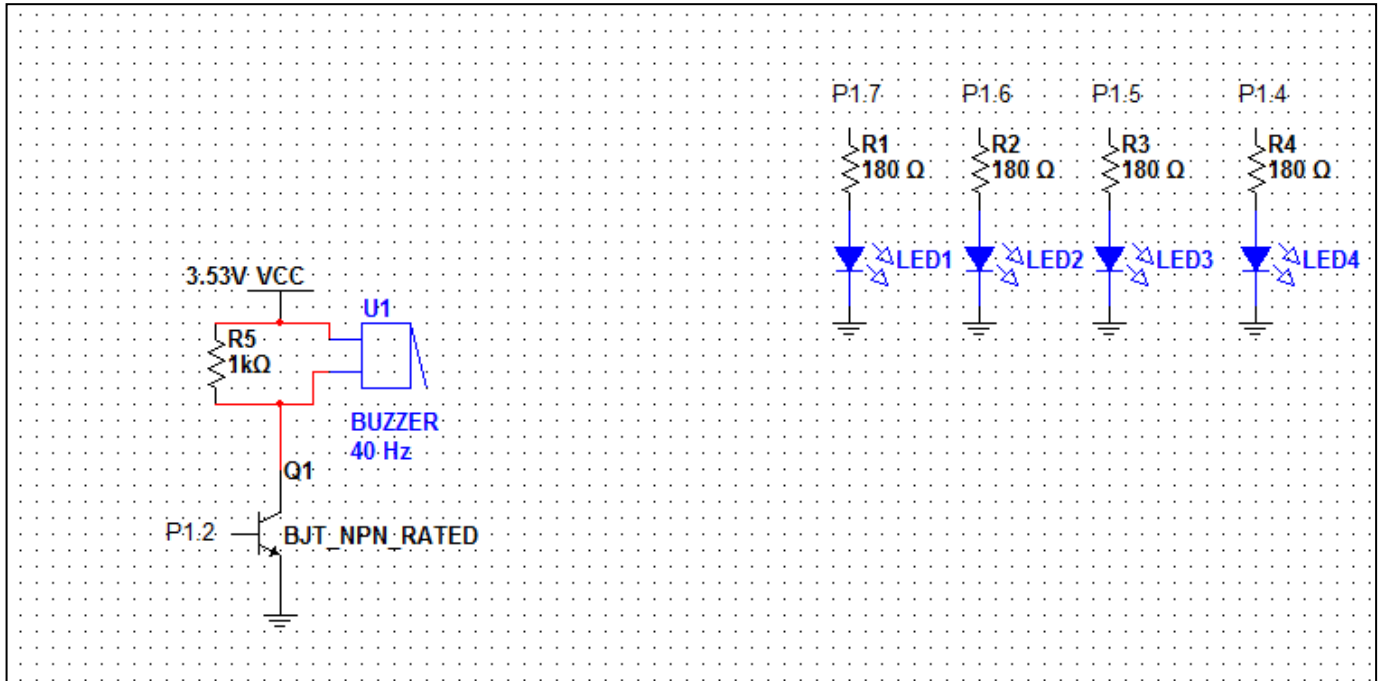 P1.7 P1.6 P1.5 P1.4
R1 R2 R3 R4
180 Ω 180 Ω 180 Ω 180 Ω
LED1 LED2 LED3 LED4
3.53V VCC
U1
R5
1kΩ
BUZZER
40 Hz
Q1
P1.2 BJT_NPN_RATED